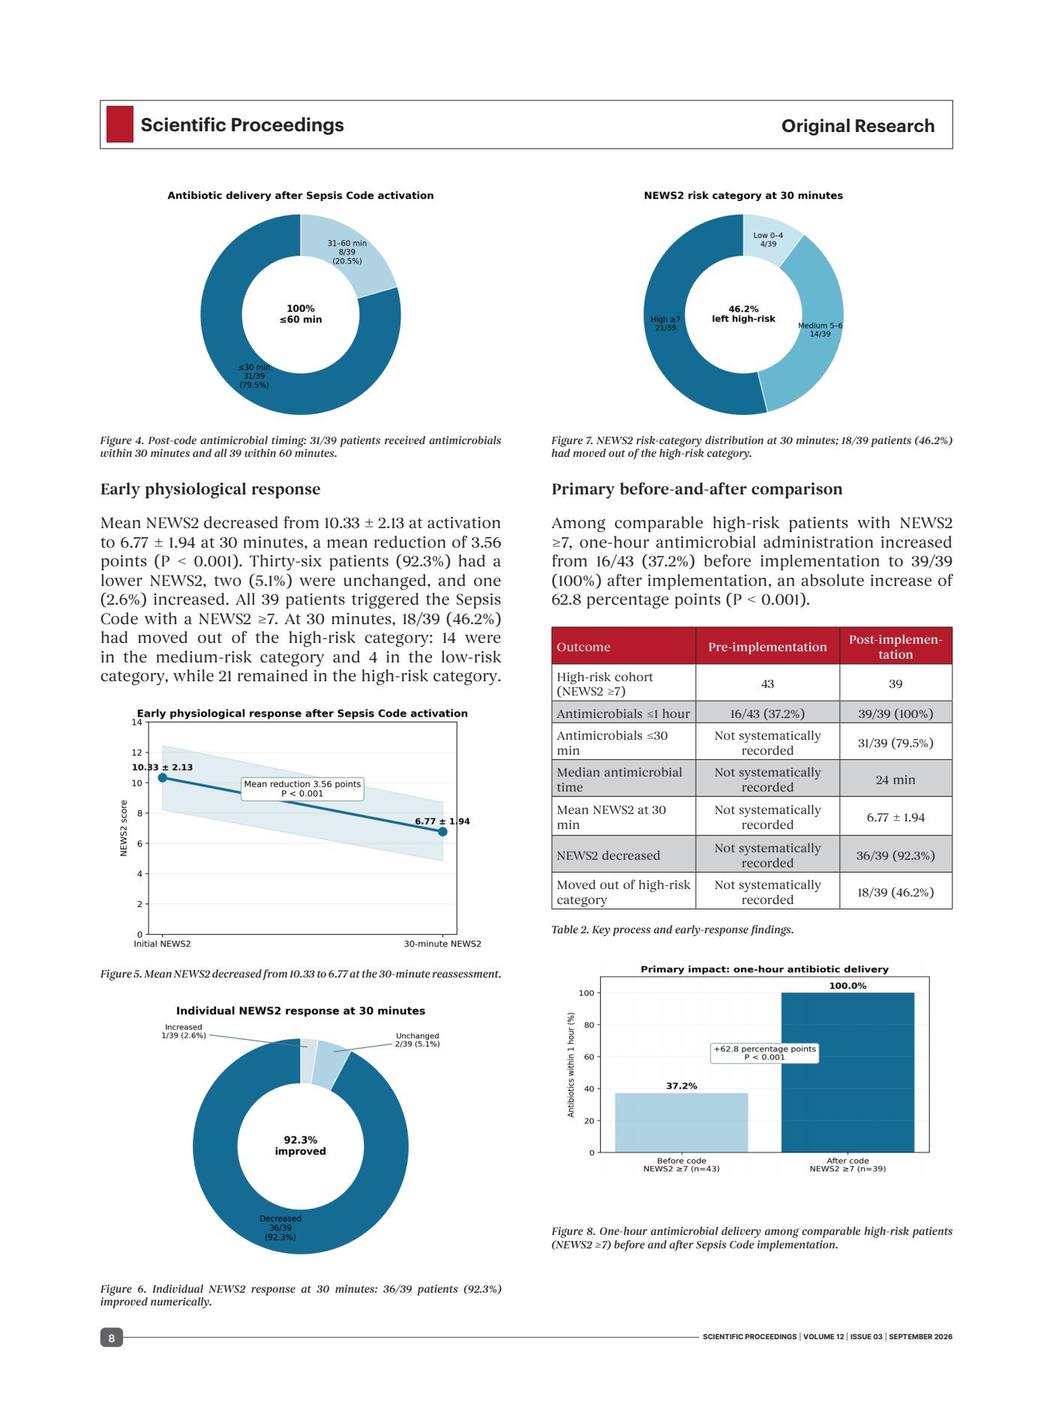 Scientific Proceedings
Original Research
Antibiotic delivery after Sepsis Code activation
31–60 min
8/39
(20.5%)
100%
≤60 min
≤30 min
31/39
(79.5%)
Figure 4. Post-code antimicrobial timing: 31/39 patients received antimicrobials
within 30 minutes and all 39 within 60 minutes.
Early physiological response
Mean NEWS2 decreased from 10.33 ± 2.13 at activation
to 6.77 ± 1.94 at 30 minutes, a mean reduction of 3.56
points (P < 0.001). Thirty-six patients (92.3%) had a
lower NEWS2, two (5.1%) were unchanged, and one
(2.6%) increased. All 39 patients triggered the Sepsis
Code with a NEWS2 ≥7. At 30 minutes, 18/39 (46.2%)
had moved out of the high-risk category: 14 were
in the medium-risk category and 4 in the low-risk
category, while 21 remained in the high-risk category.
Early physiological response after Sepsis Code activation
14
12
10
8
6
4
2
0
NEWS2 score
10.33 ± 2.13
Mean reduction 3.56 points
P < 0.001
6.77 ± 1.94
Initial NEWS2
30-minute NEWS2
Figure 5. Mean NEWS2 decreased from 10.33 to 6.77 at the 30-minute reassessment.
Individual NEWS2 response at 30 minutes
Increased
1/39 (2.6%)
Unchanged
2/39 (5.1%)
92.3%
improved
Decreased
36/39
(92.3%)
Figure 6. Individual NEWS2 response at 30 minutes: 36/39 patients (92.3%)
improved numerically.
NEWS2 risk category at 30 minutes
Low 0–4
4/39
46.2%
left high-risk
High ≥7
21/39
Medium 5–6
14/39
Figure 7. NEWS2 risk-category distribution at 30 minutes; 18/39 patients (46.2%)
had moved out of the high-risk category.
Primary before-and-after comparison
Among comparable high-risk patients with NEWS2
≥7, one-hour antimicrobial administration increased
from 16/43 (37.2%) before implementation to 39/39
(100%) after implementation, an absolute increase of
62.8 percentage points (P < 0.001).
Outcome
Pre-implementation
Post-implemen-
tation
High-risk cohort
(NEWS2 ≥7)
43
39
Antimicrobials ≤1 hour
16/43 (37.2%)
39/39 (100%)
Antimicrobials ≤30
min
Not systematically
recorded
31/39 (79.5%)
Median antimicrobial
time
Not systematically
recorded
24 min
Mean NEWS2 at 30
min
Not systematically
recorded
6.77 ± 1.94
NEWS2 decreased
Not systematically
recorded
36/39 (92.3%)
Moved out of high-risk
category
Not systematically
recorded
18/39 (46.2%)
Table 2. Key process and early-response findings.
Primary impact: one-hour antibiotic delivery
100
80
60
40
20
0
Antibiotics within 1 hour (%)
100.0%
+62.8 percentage points
P < 0.001
37.2%
Before code
NEWS2 ≥7 (n=43)
After code
NEWS2 ≥7 (n=39)
Figure 8. One-hour antimicrobial delivery among comparable high-risk patients
(NEWS2 ≥7) before and after Sepsis Code implementation.
8
SCIENTIFIC PROCEEDINGS | VOLUME 12 | ISSUE 03 | SEPTEMBER 2026